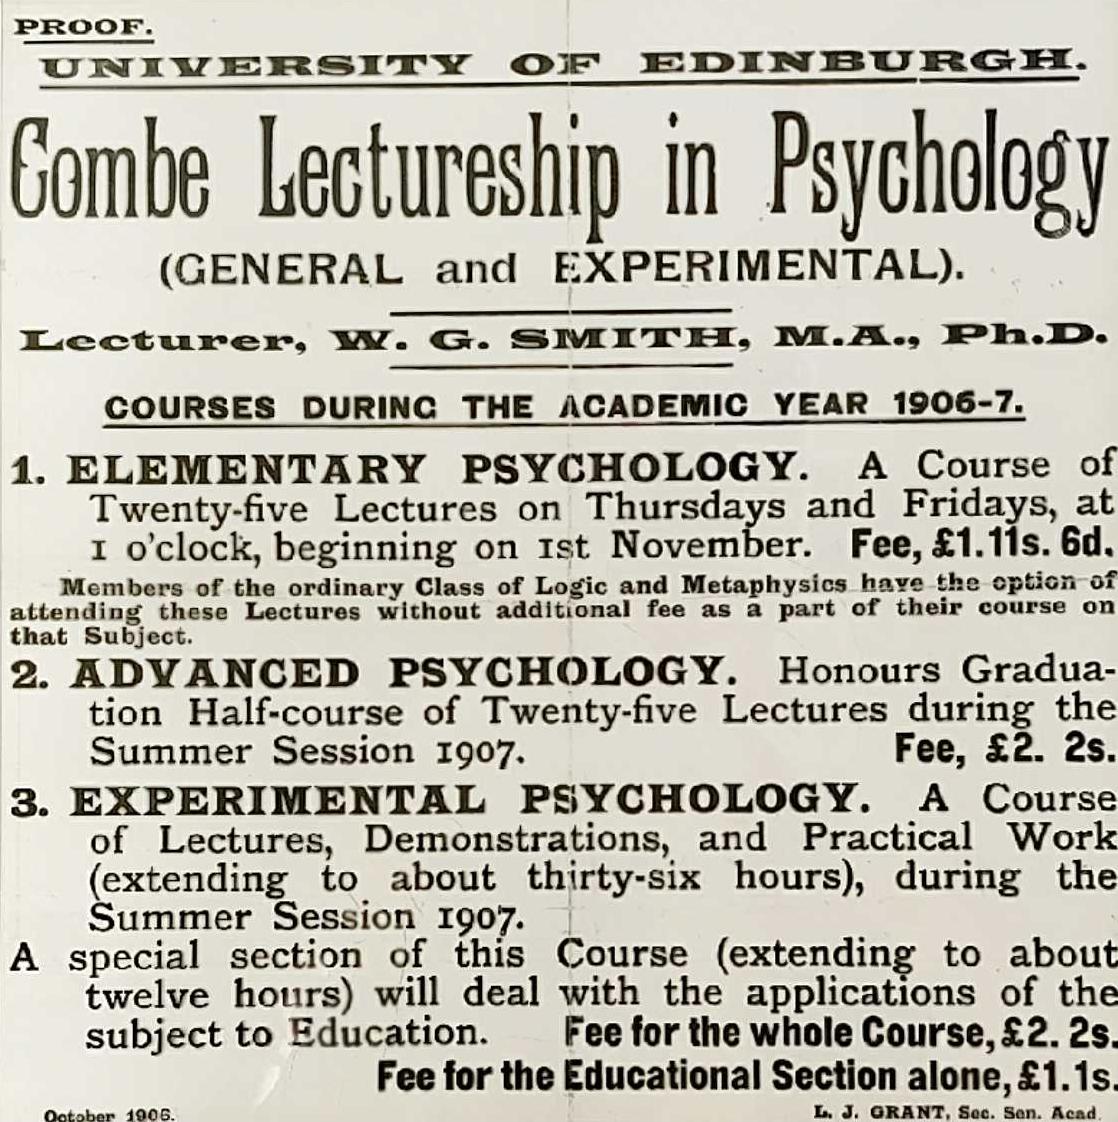 PROOF.
UNIVERSITY OF EDINBURGH.
Combe Lectureship in Psychology
(GENERAL and EXPERIMENTAL).
Lecturer, W. G. SMITH, M.A., Ph.D.
COURSES DURING THE ACADEMIC YEAR 1906-7.
1. ELEMENTARY PSYCHOLOGY. A Course of
Twenty-five Lectures on Thursdays and Fridays, at
1 o'clock, beginning on 1st November. Fee, £1.11s. 6d.
Members of the ordinary Class of Logic and Metaphysics have the option of
attending these Lectures without additional fee as a part of their course on
that Subject.
2. ADVANCED PSYCHOLOGY. Honours Gradua-
tion Half-course of Twenty-five Lectures during the
Summer Session 1907. Fee, £2. 2s.
3. EXPERIMENTAL PSYCHOLOGY. A Course
of Lectures, Demonstrations, and Practical Work
(extending to about thirty-six hours), during the
Summer Session 1907.
A special section of this Course (extending to about
twelve hours) will deal with the applications of the
subject to Education. Fee for the whole Course, £2. 2s.
Fee for the Educational Section alone, £1.1s.
October 1906. L. J. GRANT, Sec. Sen. Acad.